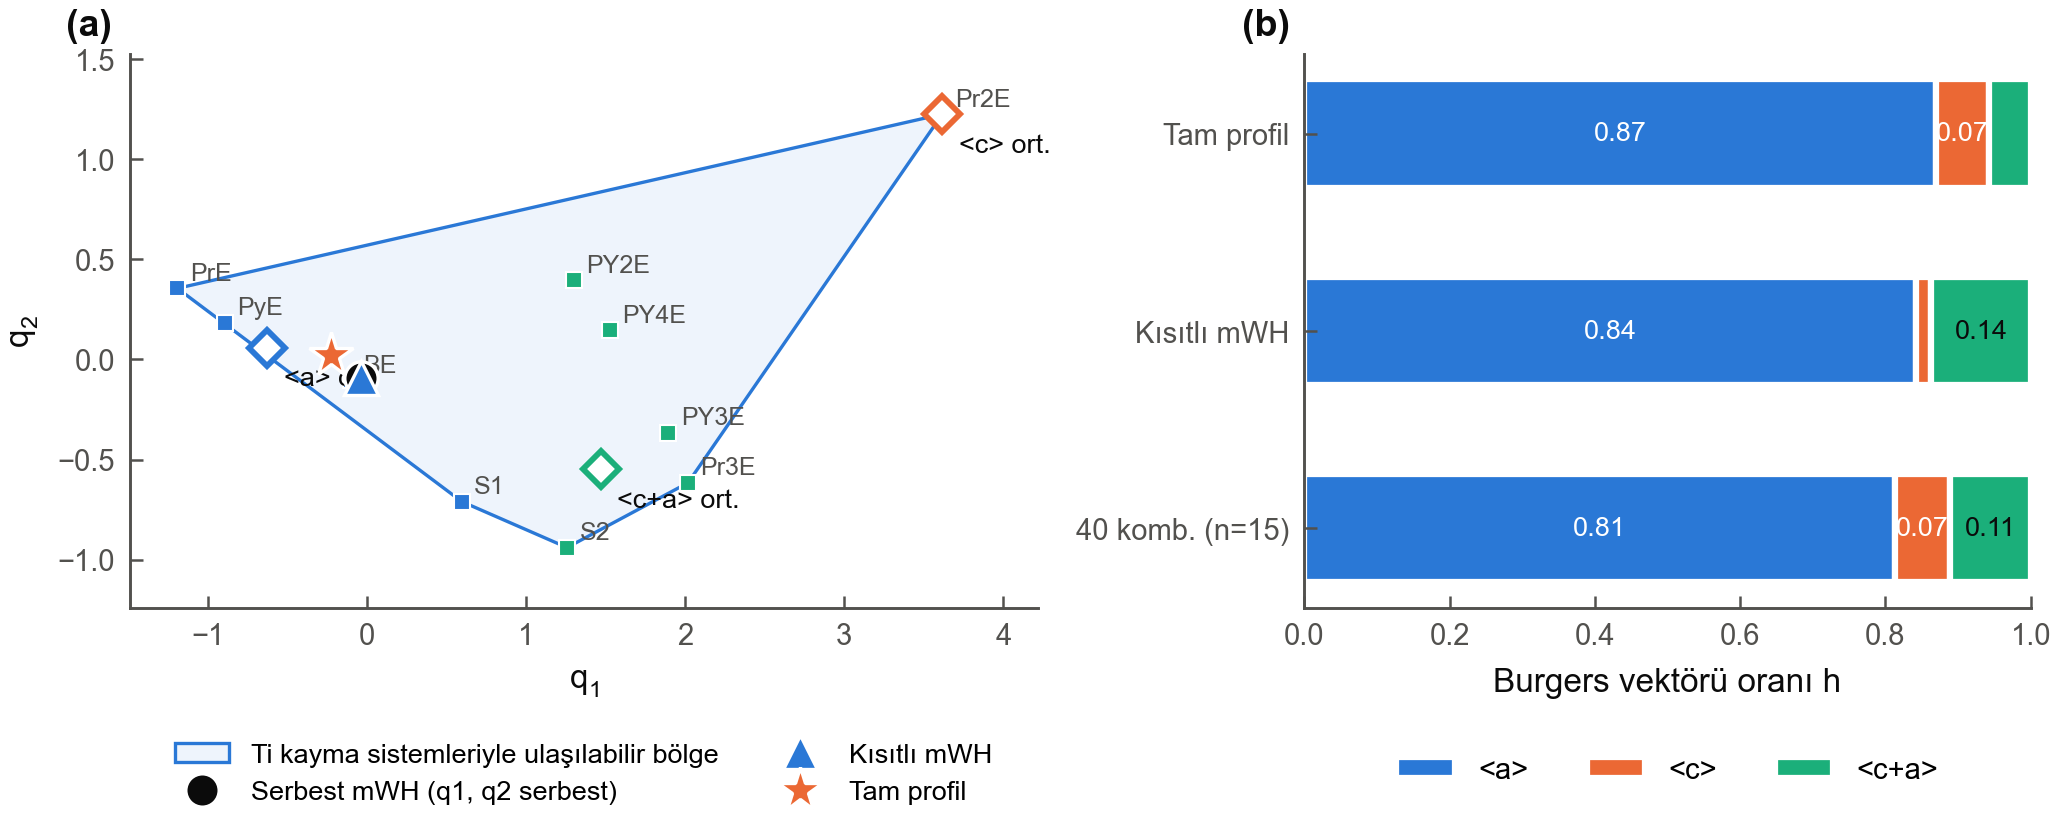 (a)
1.5
1.0
0.5
0.0
−0.5
−1.0
q2
−1
0
1
2
3
4
q1
Pr2E
<c> ort.
PrE
PyE
PY2E
PY4E
<a>
PY3E
Pr3E
<c+a> ort.
S1
S2
Ti kayma sistemleriyle ulaşılabilir bölge
Serbest mWH (q1, q2 serbest)
Kısıtlı mWH
Tam profil
(b)
Tam profil
0.87
0.07
Kısıtlı mWH
0.84
0.14
40 komb. (n=15)
0.81
0.07
0.11
0.0
0.2
0.4
0.6
0.8
1.0
Burgers vektörü oranı h
<a>
<c>
<c+a>